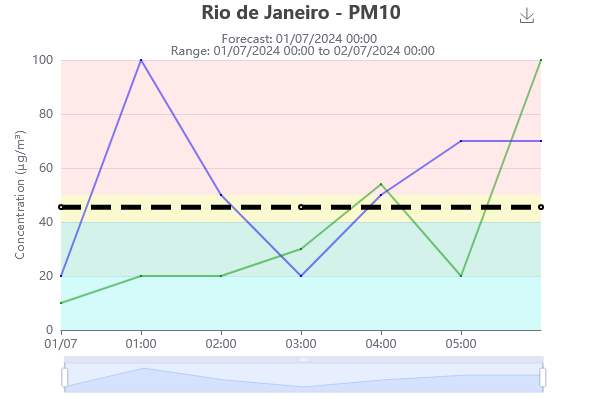 Rio de Janeiro - PM10
Forecast: 01/07/2024 00:00
Range: 01/07/2024 00:00 to 02/07/2024 00:00
Concentration (µg/m³)
100
80
60
40
20
0
01/07 01:00 02:00 03:00 04:00 05:00